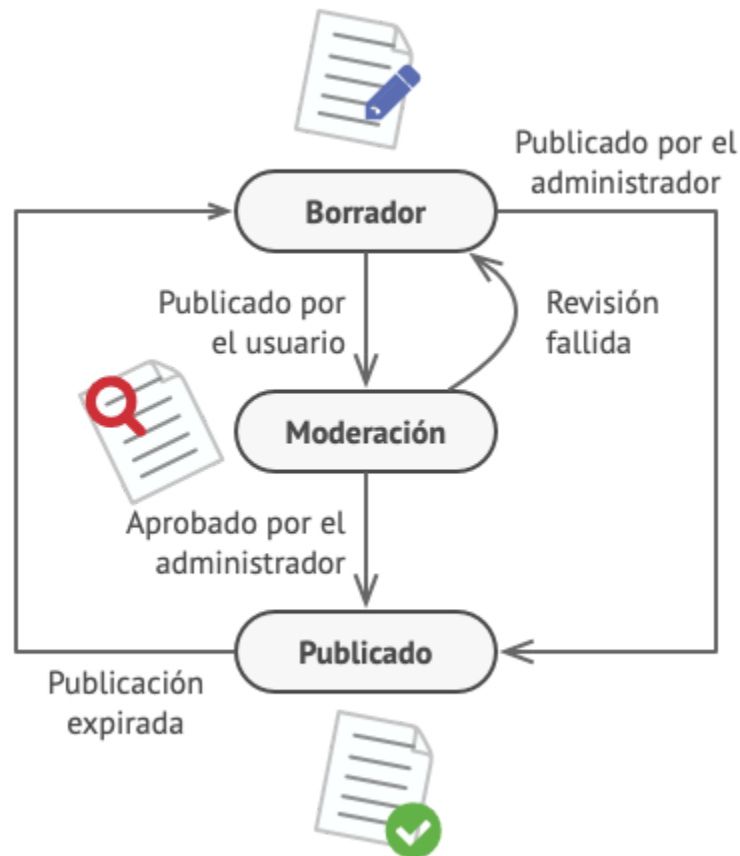 Publicado por el
administrador
Borrador
Publicado por
el usuario
Revisión
fallida
Moderación
Aprobado por el
administrador
Publicado
Publicación
expirada